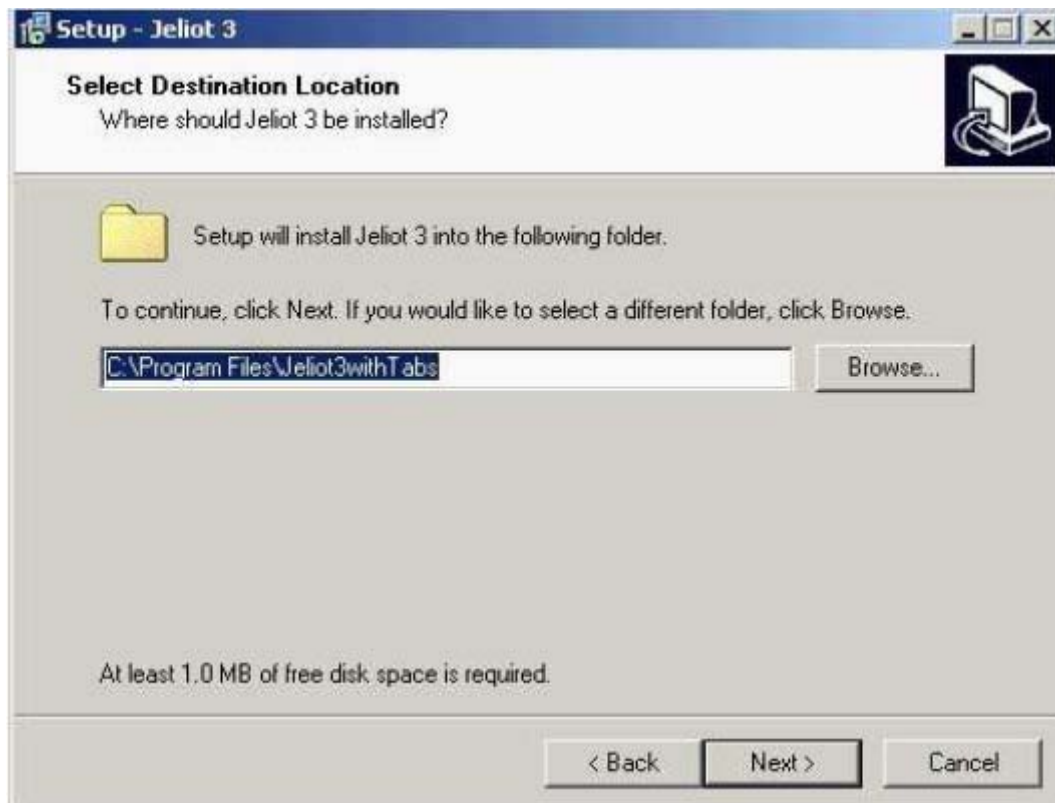 Setup - Jeliot 3
Select Destination Location
Where should Jeliot 3 be installed?
Setup will install Jeliot 3 into the following folder.
To continue, click Next. If you would like to select a different folder, click Browse.
C:\Program Files\Jeliot3withTabs
Browse...
At least 1.0 MB of free disk space is required.
< Back
Next >
Cancel